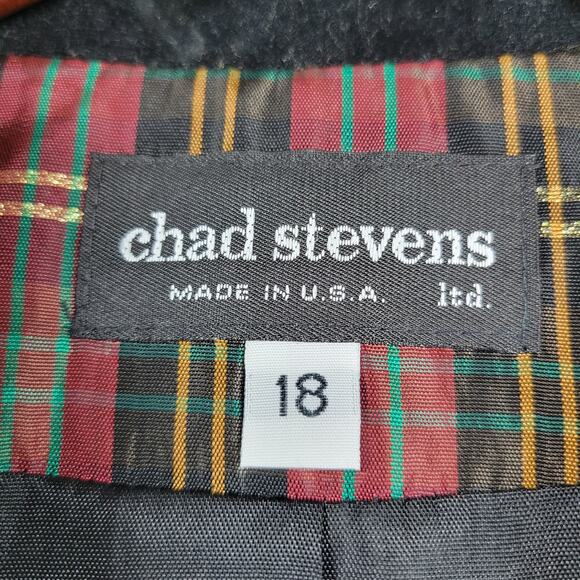 chad stevens
MADE IN U.S.A. ltd.
18